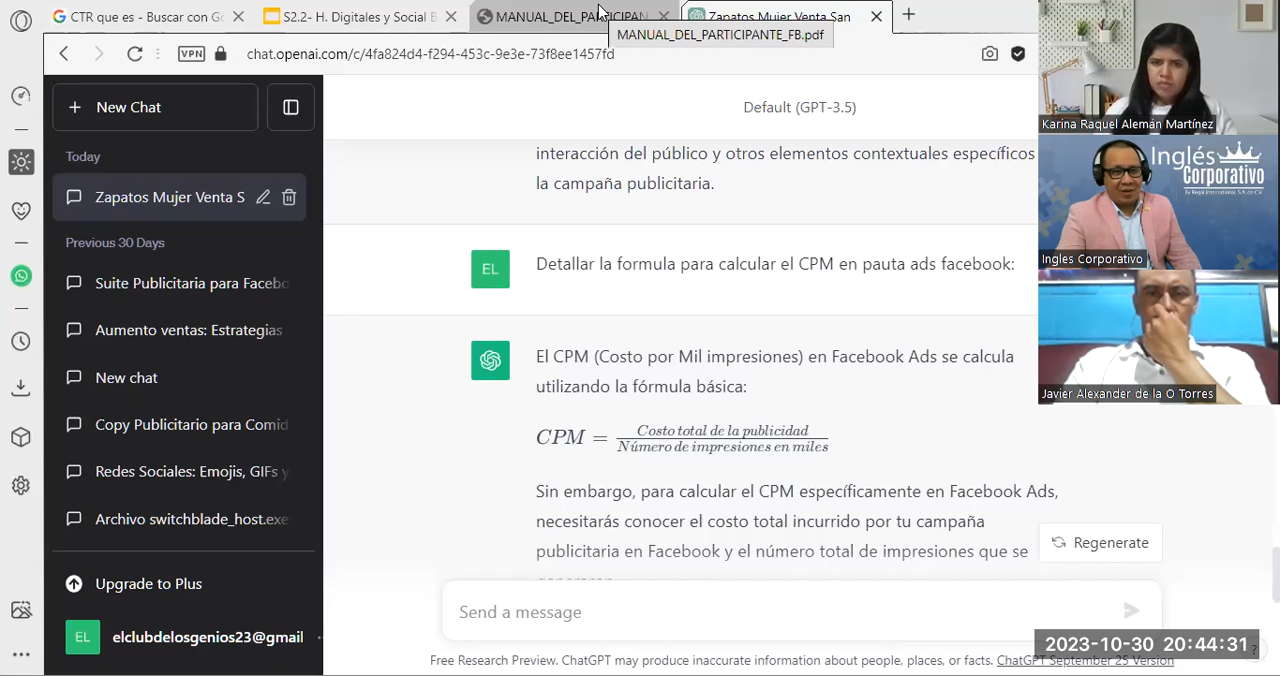 CTR que es - Buscar con Go
S2.2- H. Digitales y Social B
MANUAL_DEL_PARTICIPAN
Zapatos Mujer Venta San
MANUAL_DEL_PARTICIPANTE_FB.pdf
VPN
chat.openai.com/c/4fa824d4-f294-453c-9e3e-73f8ee1457fd
New Chat
Today
Zapatos Mujer Venta S
Previous 30 Days
Suite Publicitaria para Facebo
Aumento ventas: Estrategias
New chat
Copy Publicitario para Comid
Redes Sociales: Emojis, GIFs y
Archivo switchblade_host.exe
Upgrade to Plus
EL
elclubdelosgenios23@gmail
Default (GPT-3.5)
interacción del público y otros elementos contextuales específicos
la campaña publicitaria.
EL
Detallar la formula para calcular el CPM en pauta ads facebook:
El CPM (Costo por Mil impresiones) en Facebook Ads se calcula
utilizando la fórmula básica:
CPM = Costo total de la publicidad
Número de impresiones en miles
Sin embargo, para calcular el CPM específicamente en Facebook Ads,
necesitarás conocer el costo total incurrido por tu campaña
publicitaria en Facebook y el número total de impresiones que se
Regenerate
Send a message
Free Research Preview. ChatGPT may produce inaccurate information about people, places, or facts. ChatGPT September 25 Version
2023-10-30 20:44:31
?
Karina Raquel Alemán Martínez
Inglés
Corporativo
By Regal International, S.A. de C.V.
Ingles Corporativo
Javier Alexander de la O Torres